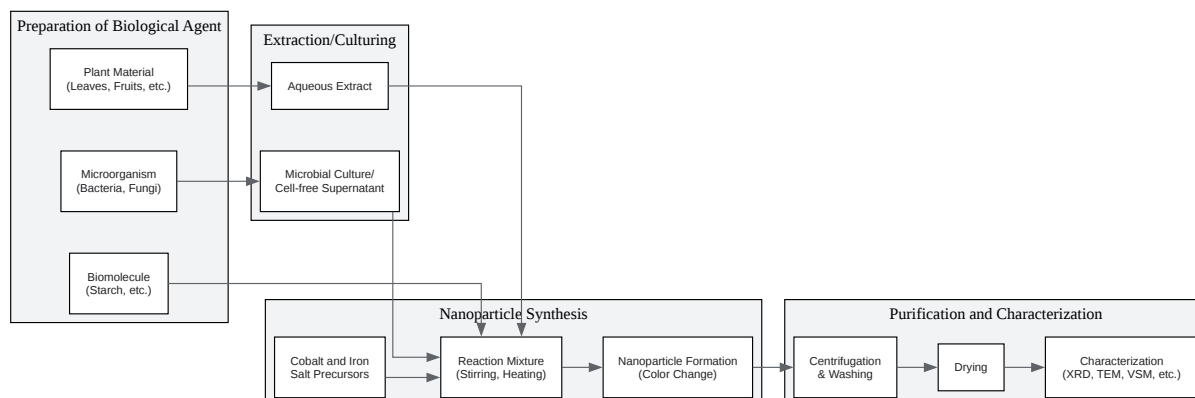 Preparation of Biological Agent
Plant Material
(Leaves, Fruits, etc.)
Microorganism
(Bacteria, Fungi)
Biomolecule
(Starch, etc.)
Extraction/Culturing
Aqueous Extract
Microbial Culture/
Cell-free Supernatant
Nanoparticle Synthesis
Cobalt and Iron
Salt Precursors
Reaction Mixture
(Stirring, Heating)
Nanoparticle Formation
(Color Change)
Purification and Characterization
Centrifugation
& Washing
Drying
Characterization
(XRD, TEM, VSM, etc.)